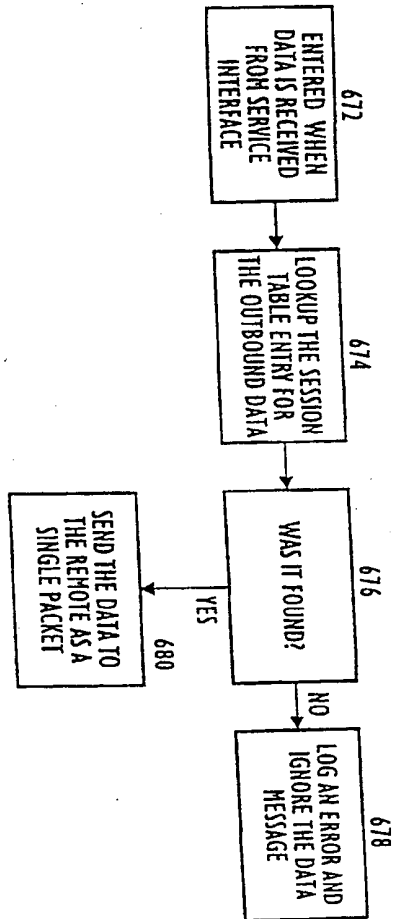 672
ENTERED WHEN
DATA IS RECEIVED
FROM SERVICE
INTERFACE
674
LOOKUP THE SESSION
TABLE ENTRY FOR
THE OUTBOUND DATA
676
WAS IT FOUND?
NO
678
LOG AN ERROR AND
IGNORE THE DATA
MESSAGE
YES
680
SEND THE DATA TO
THE REMOTE AS A
SINGLE PACKET